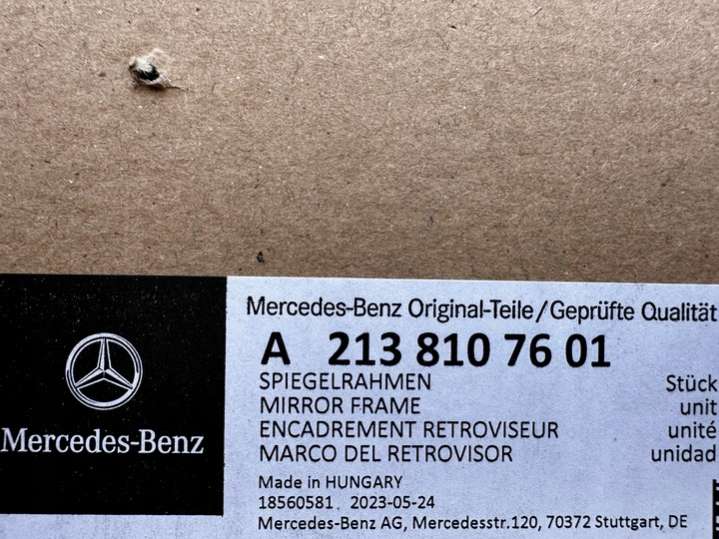 Mercedes-Benz Original-Teile/Geprüfte Qualität
A 213 810 76 01
SPIEGELRAHMEN Stück
MIRROR FRAME unit
ENCADREMENT RETROVISEUR unité
MARCO DEL RETROVISOR unidad
Mercedes-Benz
Made in HUNGARY
18560581 2023-05-24
Mercedes-Benz AG, Mercedesstr.120, 70372 Stuttgart, DE